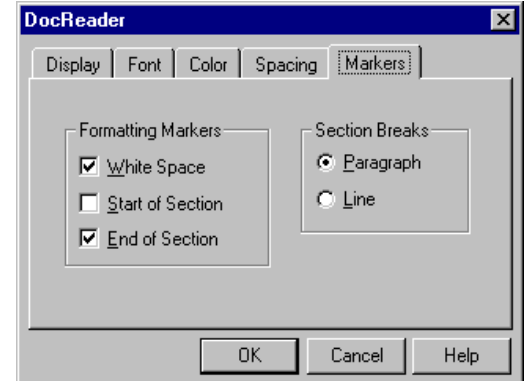 DocReader
Display Font Color Spacing Markers
Formatting Markers
White Space
Start of Section
End of Section
Section Breaks
Paragraph
Line
OK Cancel Help